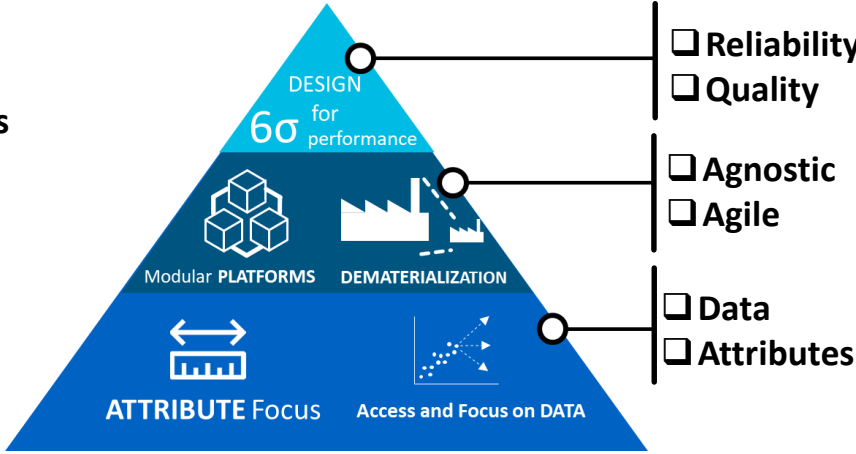 DESIGN
6σ for
performance
❑ Reliability
❑ Quality
s
Modular PLATFORMS
DEMATERIALIZATION
❑ Agnostic
❑ Agile
ATTRIBUTE Focus
Access and Focus on DATA
❑ Data
❑ Attributes